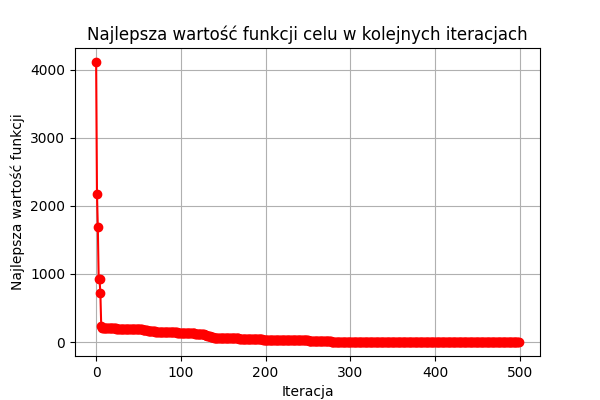 Najlepsza wartość funkcji celu w kolejnych iteracjach
4000
3000
2000
1000
0
Najlepsza wartość funkcji
0 100 200 300 400 500
Iteracja